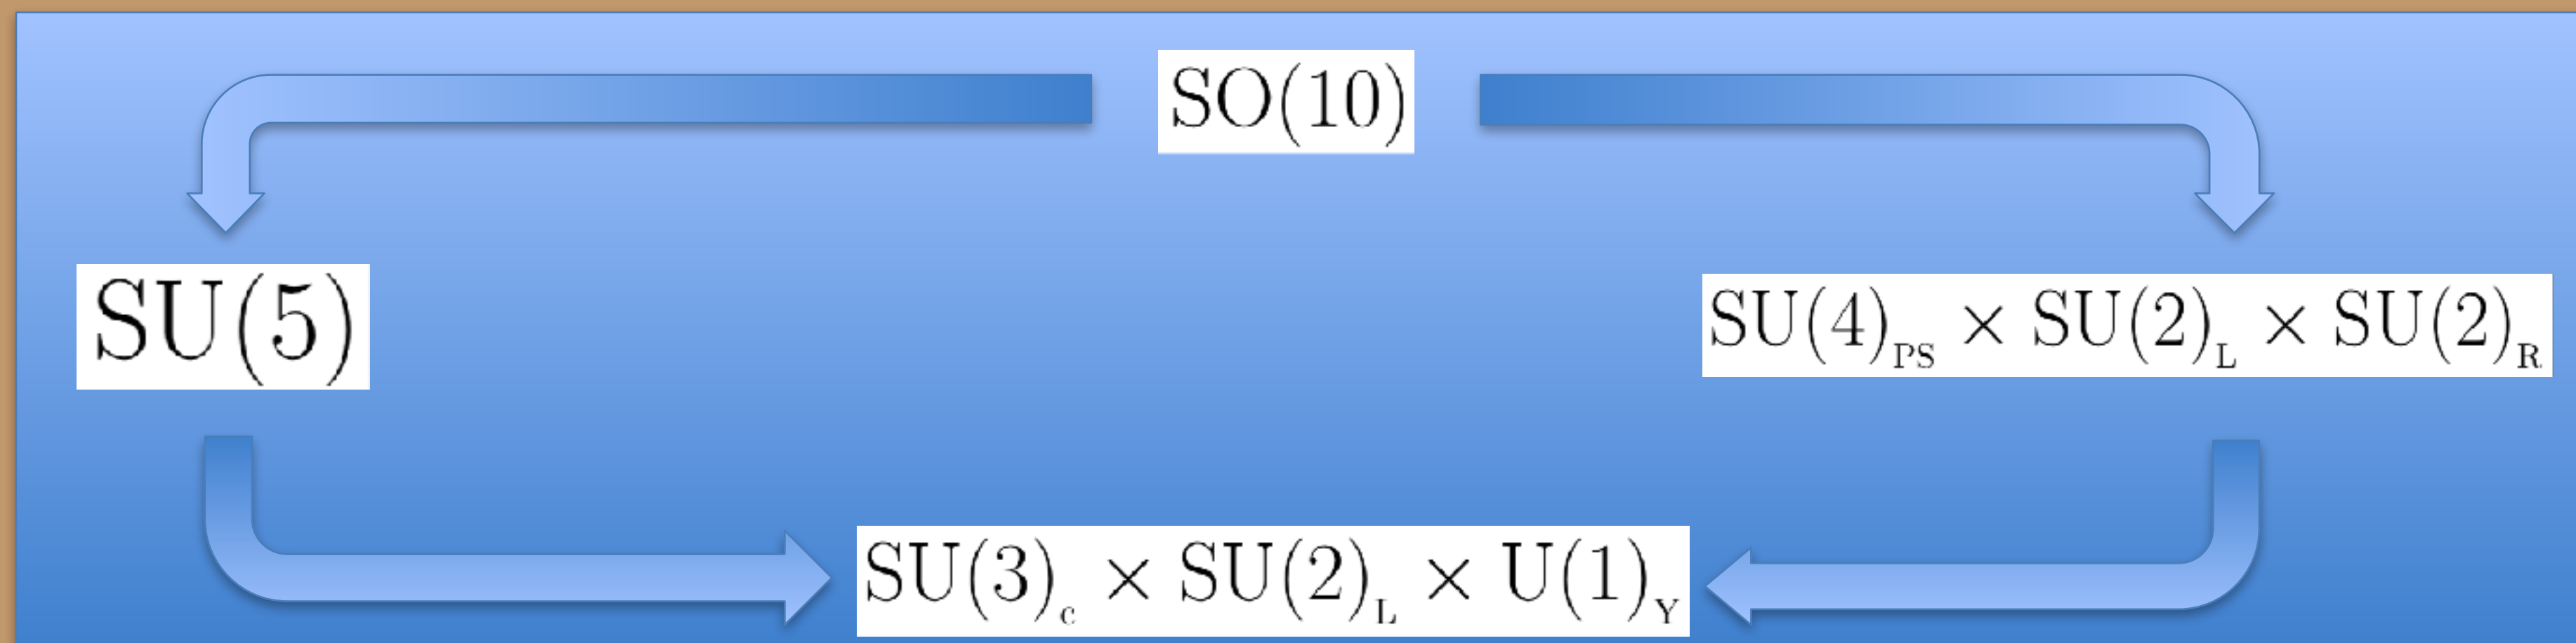 SO(10)
SU(5)
SU(4)_PS × SU(2)_L × SU(2)_R
SU(3)_c × SU(2)_L × U(1)_Y